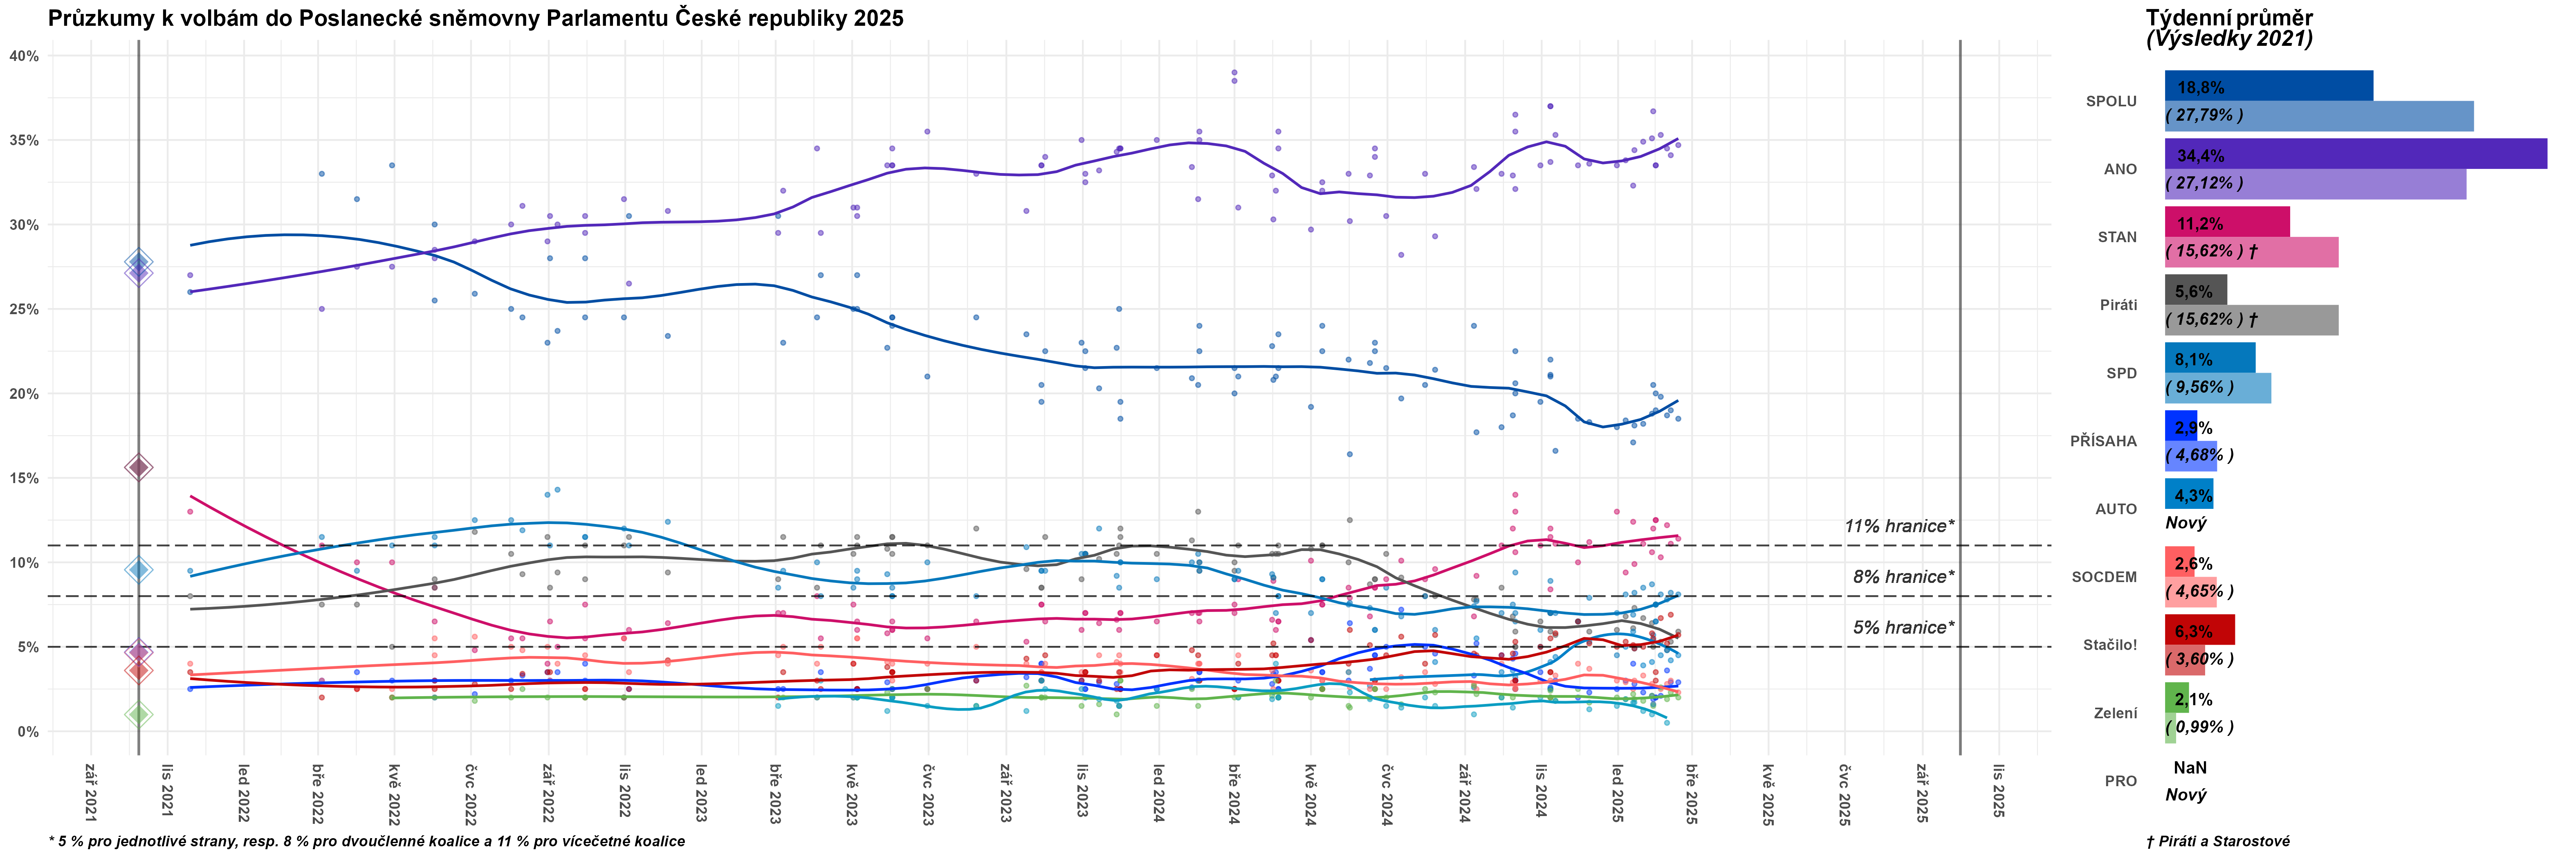 Průzkumy k volbám do Poslanecké sněmovny Parlamentu České republiky 2025
Týdenní průměr
(Výsledky 2021)
40%
35%
30%
25%
20%
15%
10%
5%
0%
11% hranice*
8% hranice*
5% hranice*
zář 2021
lis 2021
led 2022
bře 2022
kvě 2022
čvc 2022
zář 2022
lis 2022
led 2023
bře 2023
kvě 2023
čvc 2023
zář 2023
lis 2023
led 2024
bře 2024
kvě 2024
čvc 2024
zář 2024
lis 2024
led 2025
bře 2025
kvě 2025
čvc 2025
zář 2025
lis 2025
SPOLU
18,8%
( 27,79% )
ANO
34,4%
( 27,12% )
STAN
11,2%
( 15,62% ) †
Piráti
5,6%
( 15,62% ) †
SPD
8,1%
( 9,56% )
PŘÍSAHA
2,9%
( 4,68% )
AUTO
4,3%
Nový
SOCDEM
2,6%
( 4,65% )
Stačilo!
6,3%
( 3,60% )
Zelení
2,1%
( 0,99% )
PRO
NaN
Nový
* 5 % pro jednotlivé strany, resp. 8 % pro dvoučlenné koalice a 11 % pro vícečetné koalice
† Piráti a Starostové